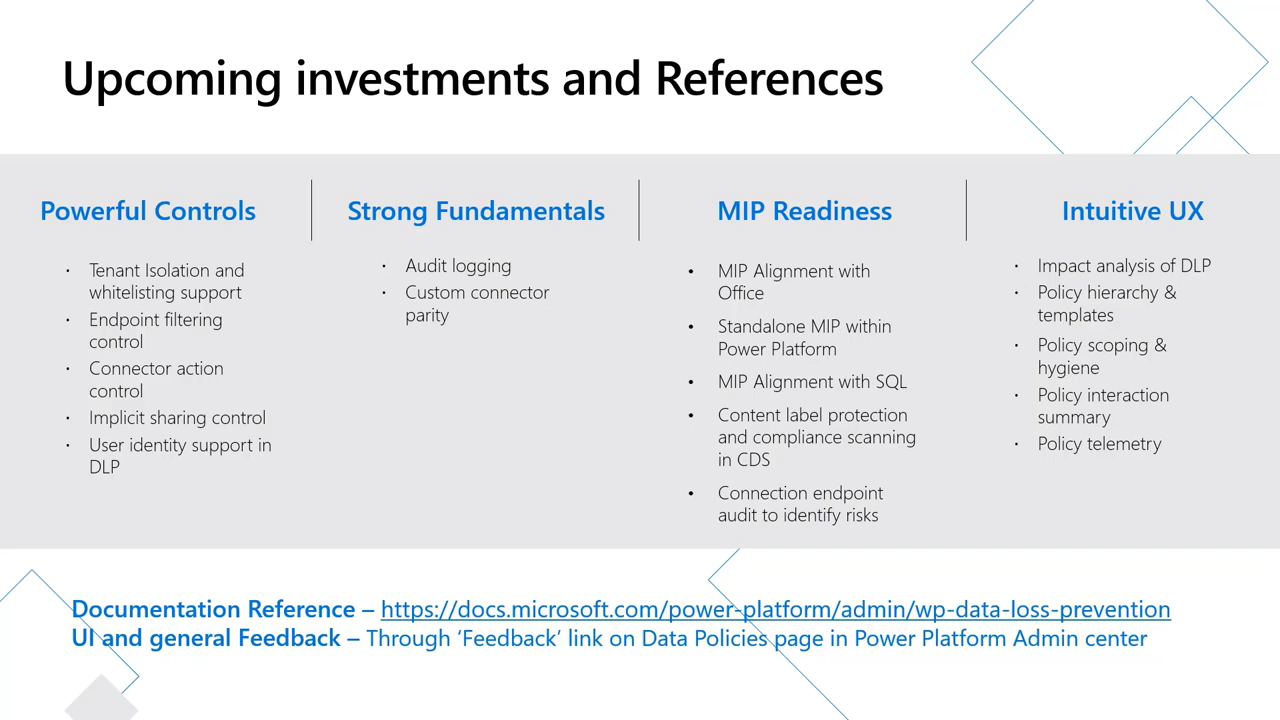 Upcoming investments and References
Powerful Controls
· Tenant Isolation and
whitelisting support
· Endpoint filtering
control
· Connector action
control
· Implicit sharing control
· User identity support in
DLP
Strong Fundamentals
· Audit logging
· Custom connector
parity
MIP Readiness
• MIP Alignment with
Office
• Standalone MIP within
Power Platform
• MIP Alignment with SQL
• Content label protection
and compliance scanning
in CDS
• Connection endpoint
audit to identify risks
Intuitive UX
· Impact analysis of DLP
· Policy hierarchy &
templates
· Policy scoping &
hygiene
· Policy interaction
summary
· Policy telemetry
Documentation Reference – https://docs.microsoft.com/power-platform/admin/wp-data-loss-prevention
UI and general Feedback – Through ‘Feedback’ link on Data Policies page in Power Platform Admin center